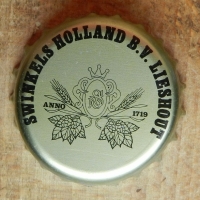 SWINKELS HOLLAND B.V. LIESHOUT
ANNO 1719